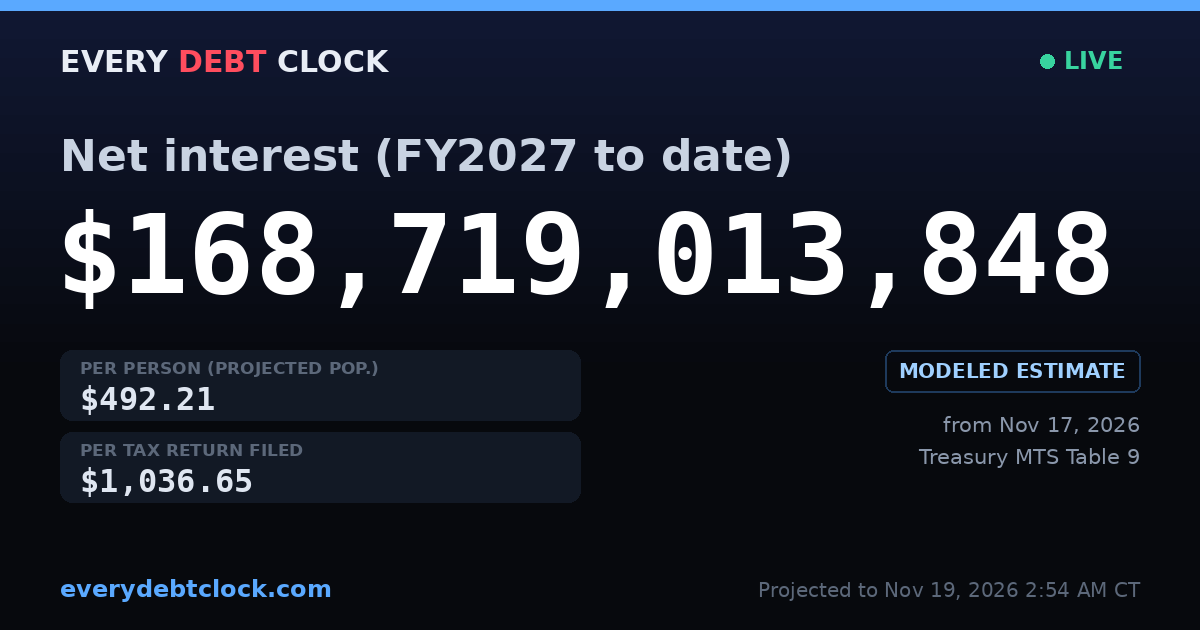 EVERY DEBT CLOCK
LIVE
Net interest (FY2027 to date)
$168,719,013,848
PER PERSON (PROJECTED POP.)
$492.21
PER TAX RETURN FILED
$1,036.65
MODELED ESTIMATE
from Nov 17, 2026
Treasury MTS Table 9
everydebtclock.com
Projected to Nov 19, 2026 2:54 AM CT